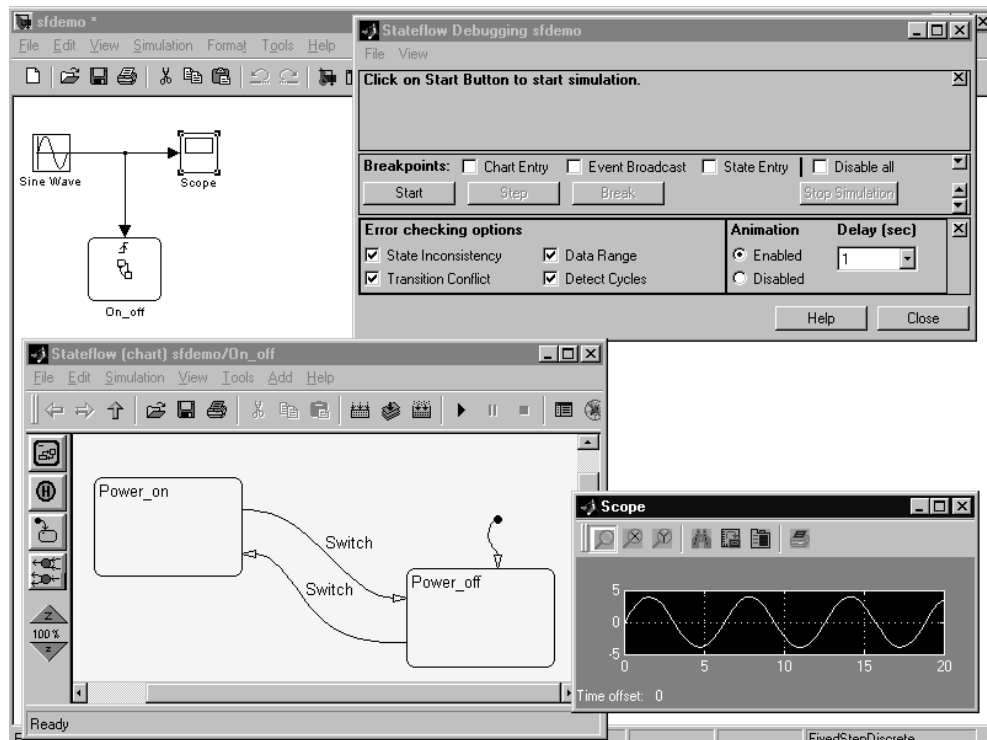 sfdemo *
File Edit View Simulation Format Tools Help
Sine Wave
Scope
On_off
Stateflow Debugging sfdemo
File View
Click on Start Button to start simulation.
Breakpoints: Chart Entry Event Broadcast State Entry Disable all
Start Step Break Stop Simulation
Error checking options
State Inconsistency Data Range
Transition Conflict Detect Cycles
Animation Delay (sec)
Enabled 1
Disabled
Help Close
Stateflow (chart) sfdemo/On_off
File Edit Simulation View Tools Add Help
H
Z
100%
Z
Power_on
Switch
Switch
Power_off
Ready
Scope
5
0
-5
0 5 10 15 20
Time offset: 0
FixedStepDiscrete